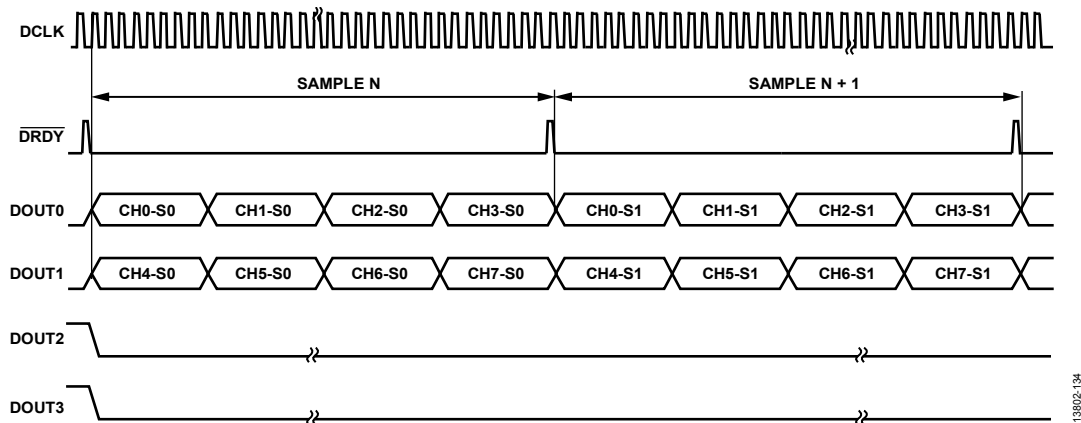 DCLK
SAMPLE N SAMPLE N + 1
DRDY
DOUT0 CH0-S0 CH1-S0 CH2-S0 CH3-S0 CH0-S1 CH1-S1 CH2-S1 CH3-S1
DOUT1 CH4-S0 CH5-S0 CH6-S0 CH7-S0 CH4-S1 CH5-S1 CH6-S1 CH7-S1
DOUT2
DOUT3
13802-134